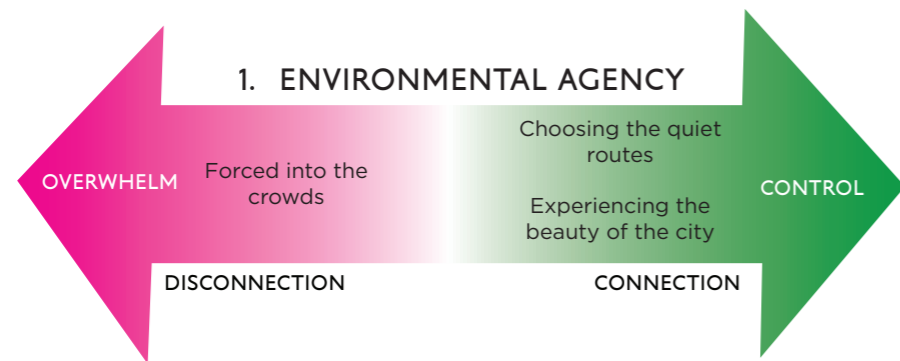 1. ENVIRONMENTAL AGENCY
OVERWHELM
Forced into the
crowds
Choosing the quiet
routes
Experiencing the
beauty of the city
CONTROL
DISCONNECTION
CONNECTION